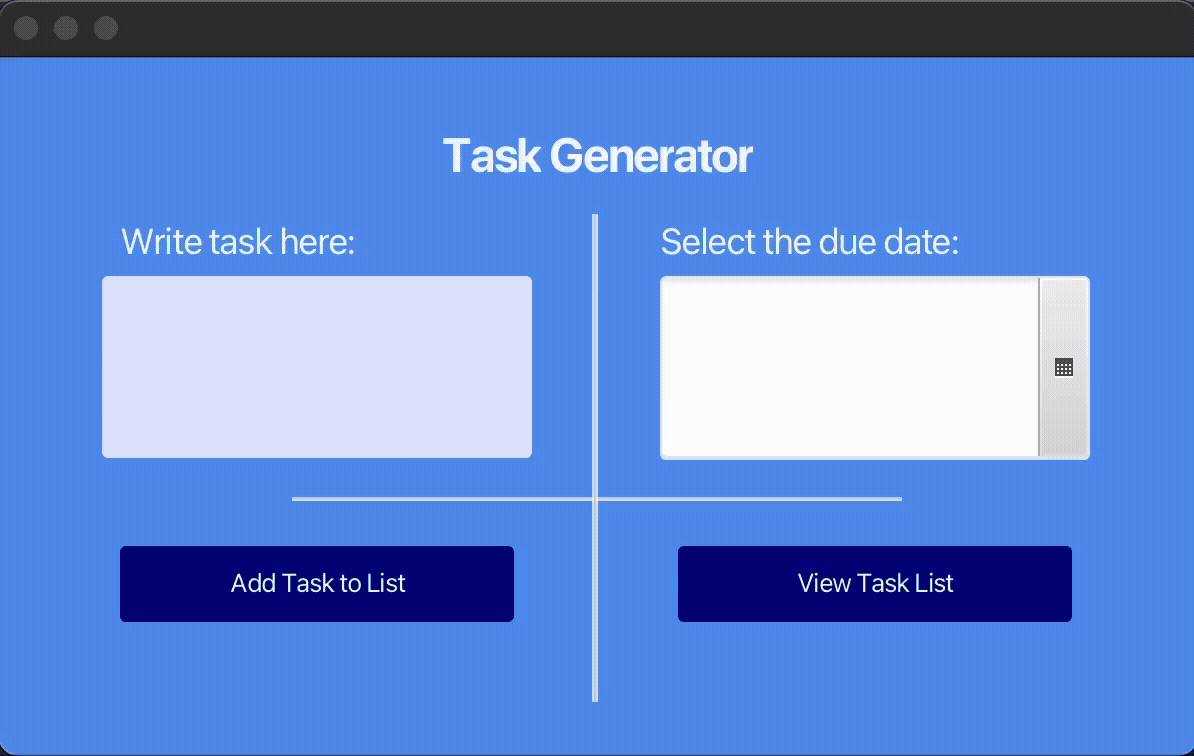 Task Generator
Write task here:
Select the due date:
Add Task to List
View Task List